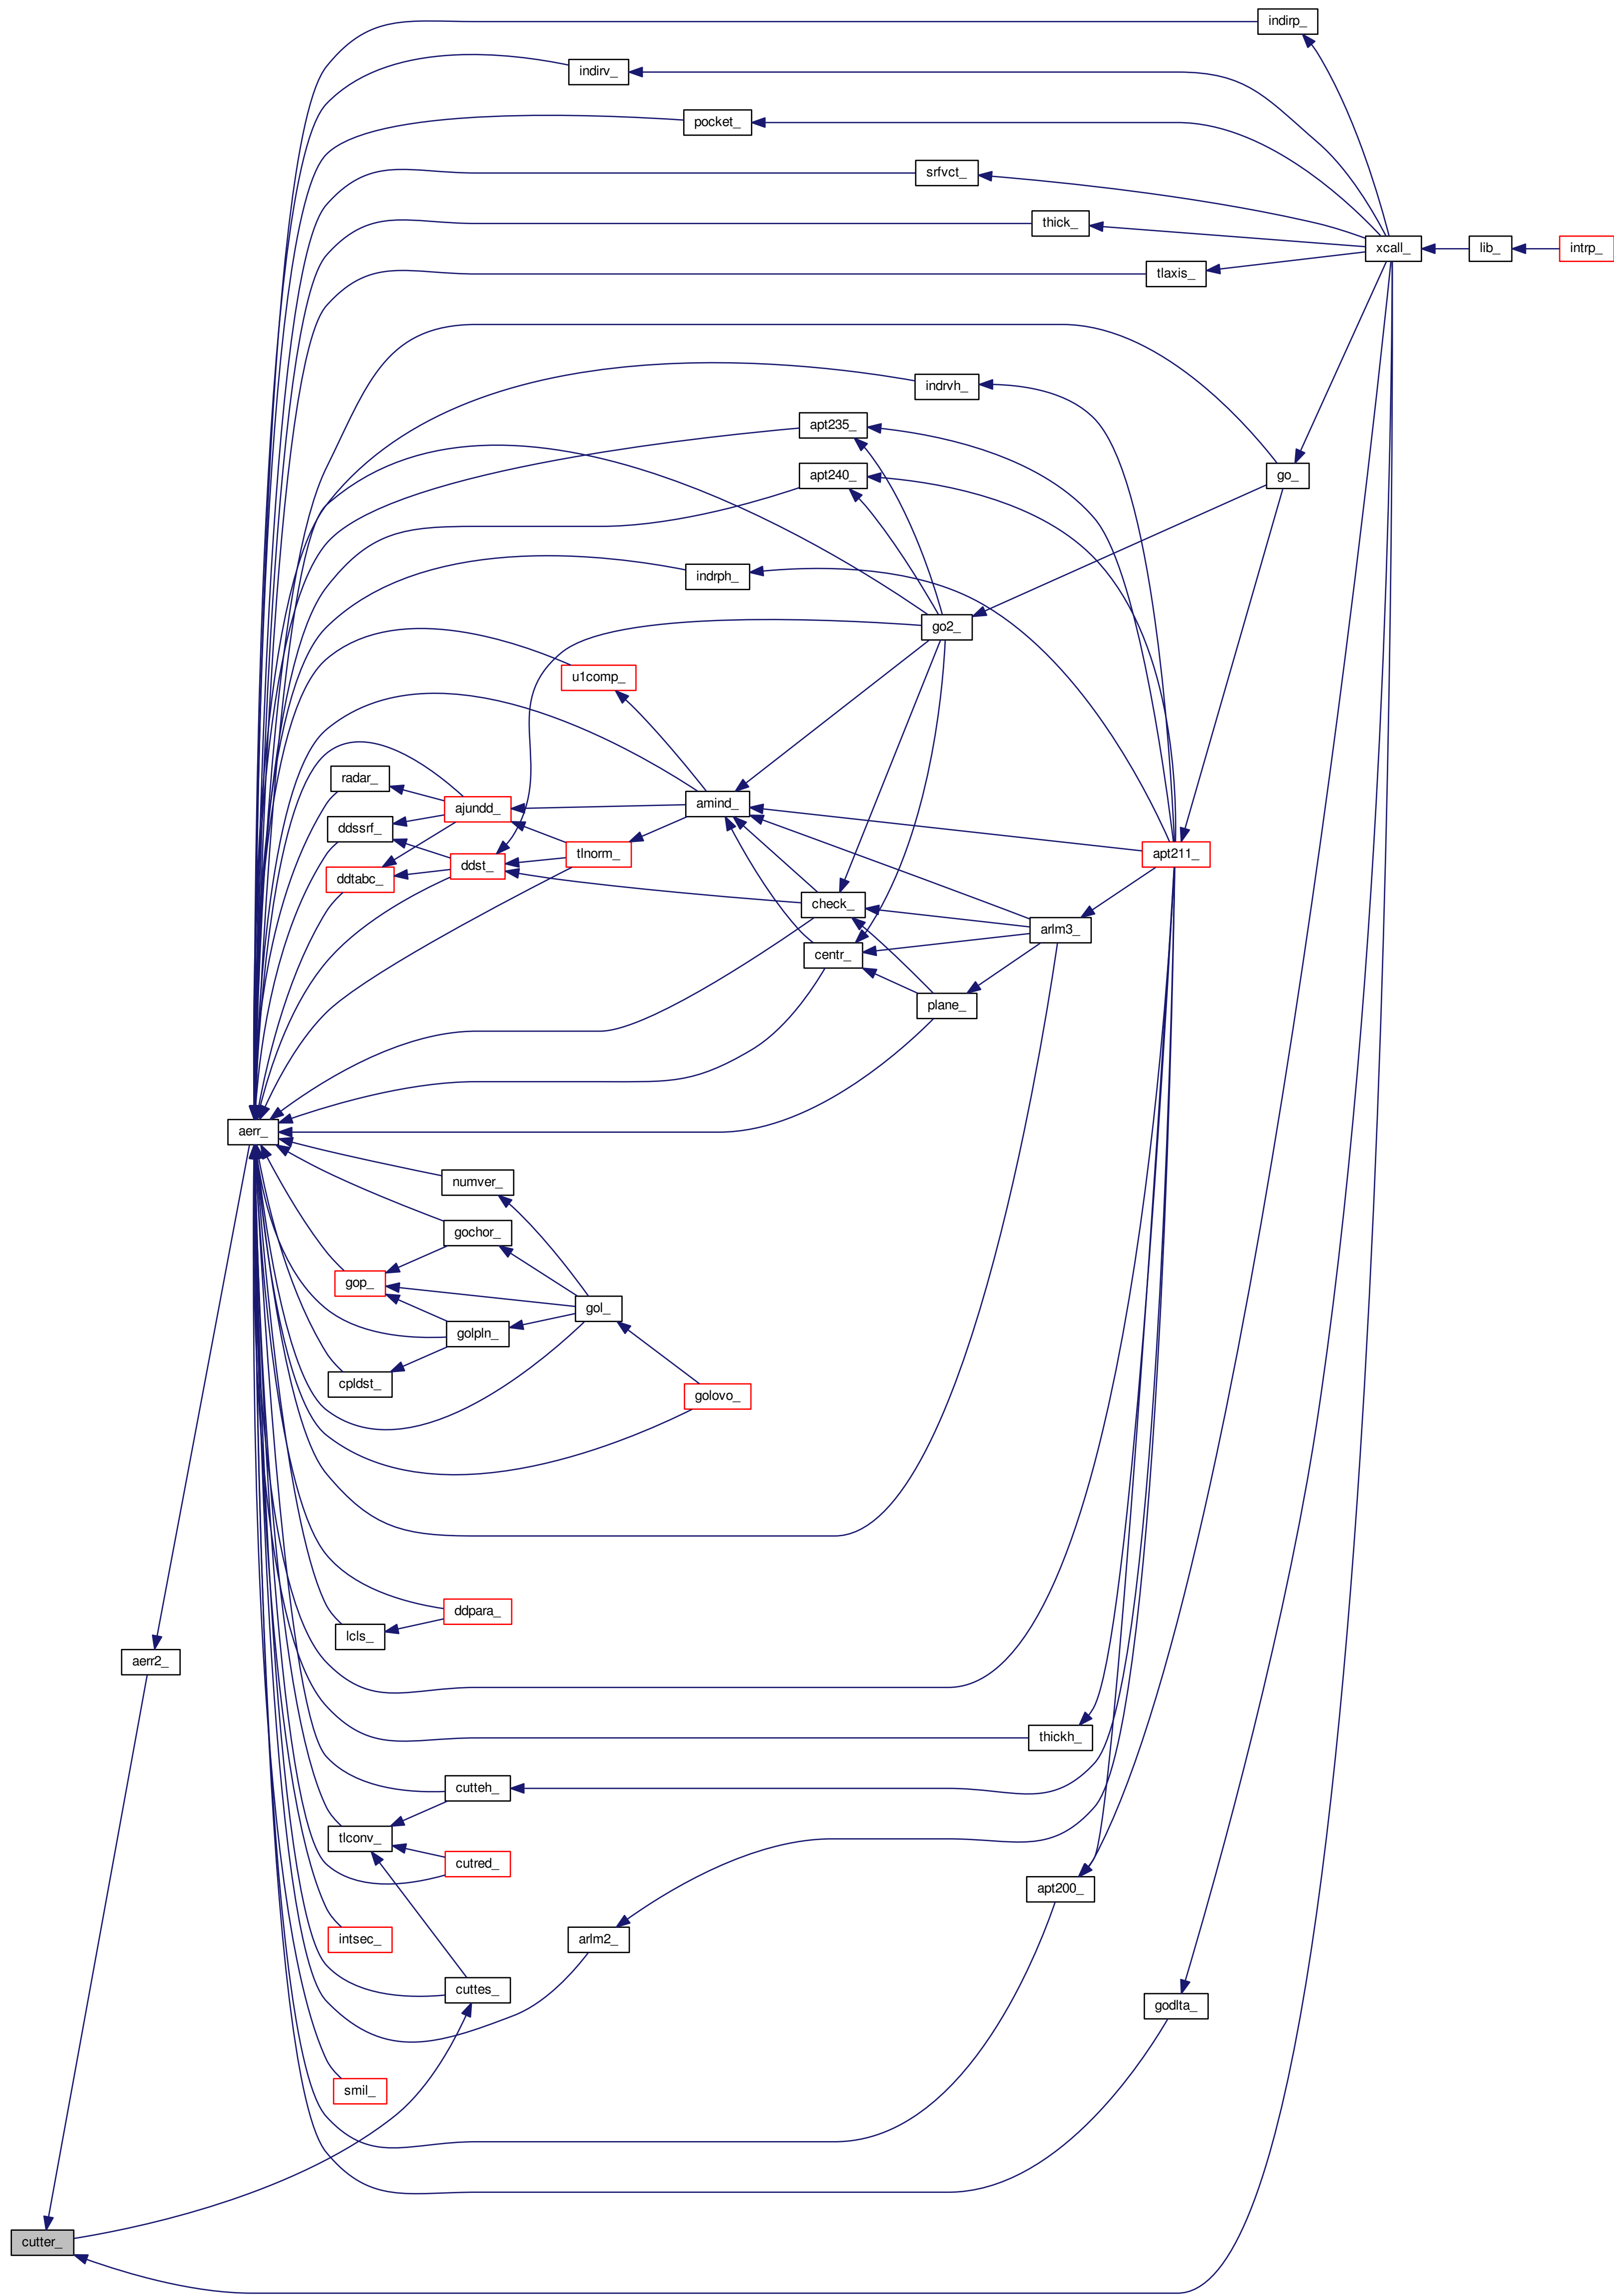 indirp_
indirv_
pocket_
srfvct_
thick_
xcall_
lib_
intrp_
tlaxis_
indrvh_
apt235_
apt240_
go_
indrph_
go2_
u1comp_
radar_
amind_
ajundd_
ddssrf_
tlnorm_
apt211_
ddst_
ddtabc_
check_
arlm3_
centr_
plane_
aerr_
numver_
gochor_
gop_
gol_
golpln_
cpldst_
golovo_
ddpara_
lcls_
aerr2_
thickh_
cutteh_
tlconv_
cutred_
apt200_
intsec_
arlm2_
cuttes_
godlta_
smil_
cutter_